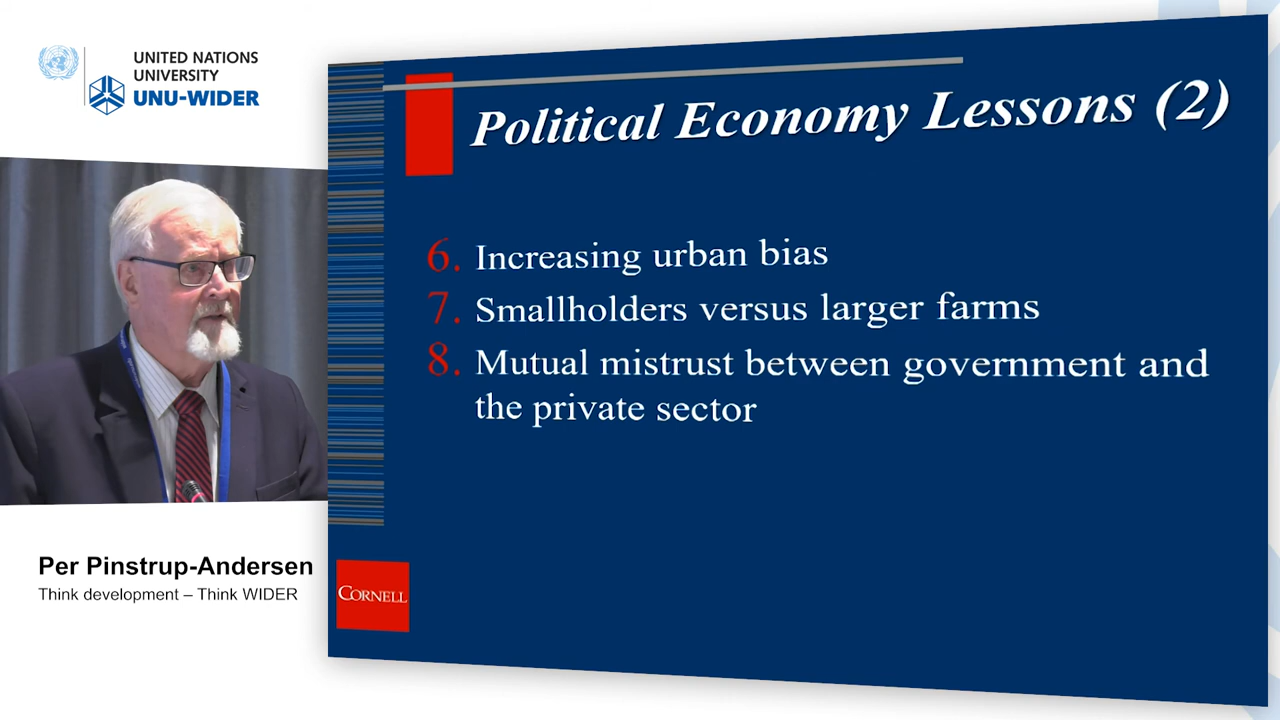 UNITED NATIONS
UNIVERSITY
UNU-WIDER
Political Economy Lessons (2)
6. Increasing urban bias
7. Smallholders versus larger farms
8. Mutual mistrust between government and
the private sector
Per Pinstrup-Andersen
Think development – Think WIDER
CORNELL